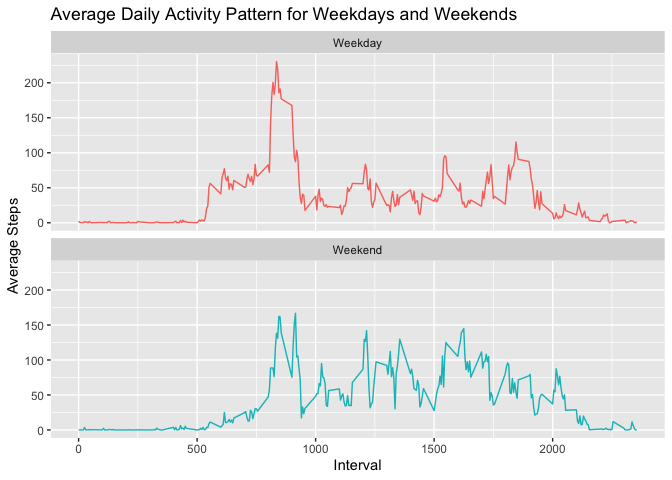 Average Daily Activity Pattern for Weekdays and Weekends
Weekday
200
150
100
50
0
Weekend
200
150
100
50
0
Average Steps
0 500 1000 1500 2000
Interval